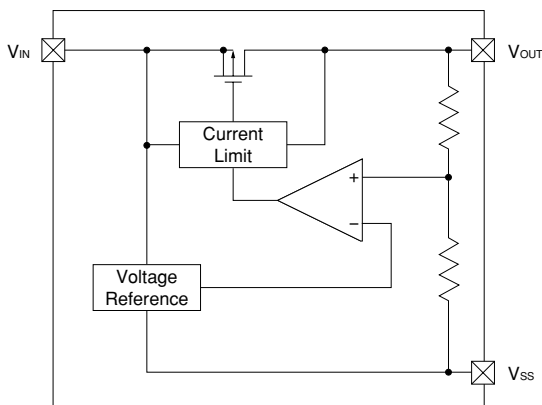 VIN
VOUT
Current
Limit
+
−
Voltage
Reference
VSS